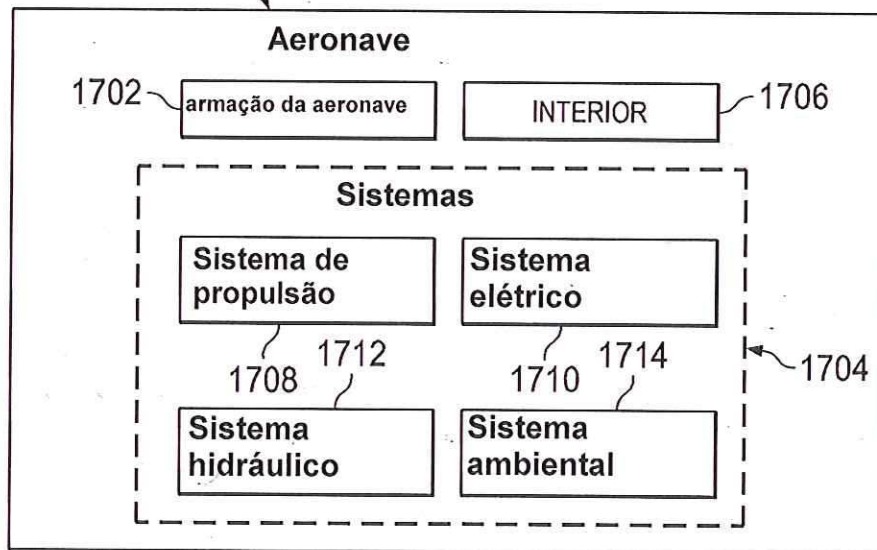 Aeronave
1702
armação da aeronave
INTERIOR
1706
Sistemas
Sistema de
propulsão
Sistema
elétrico
1708
1712
1710
1714
1704
Sistema
hidráulico
Sistema
ambiental